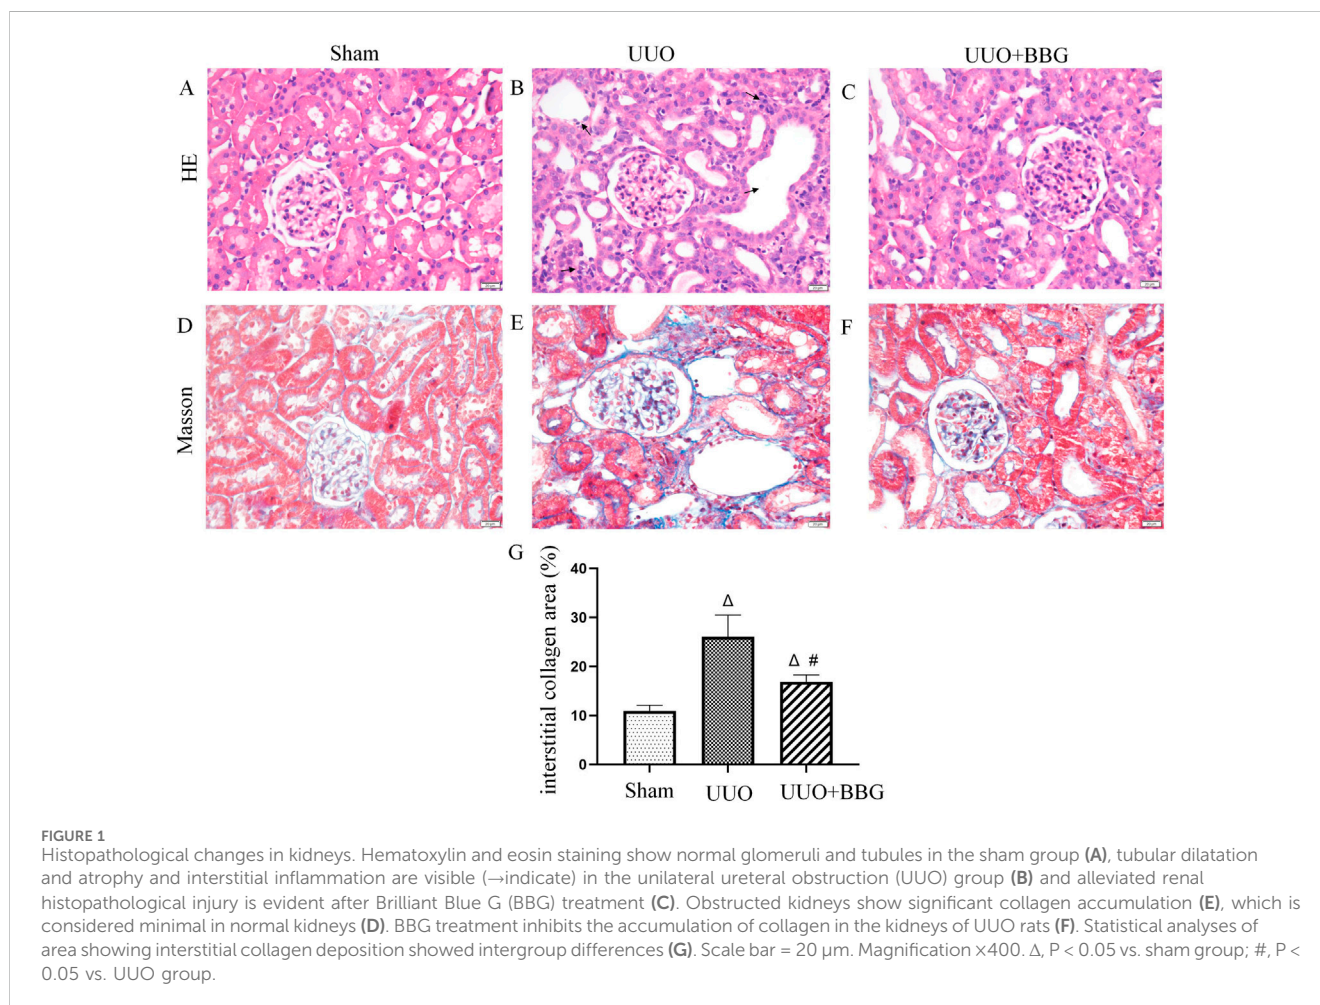 Sham UUO UUO+BBG
A B C
HE
D E F
Masson
G
interstitial collagen area (%)
40
30
20
10
0
Δ
Δ #
Sham UUO UUO+BBG
FIGURE 1
Histopathological changes in kidneys. Hematoxylin and eosin staining show normal glomeruli and tubules in the sham group (A), tubular dilatation
and atrophy and interstitial inflammation are visible (→indicate) in the unilateral ureteral obstruction (UUO) group (B) and alleviated renal
histopathological injury is evident after Brilliant Blue G (BBG) treatment (C). Obstructed kidneys show significant collagen accumulation (E), which is
considered minimal in normal kidneys (D). BBG treatment inhibits the accumulation of collagen in the kidneys of UUO rats (F). Statistical analyses of
area showing interstitial collagen deposition showed intergroup differences (G). Scale bar = 20 μm. Magnification ×400. Δ, P < 0.05 vs. sham group; #, P <
0.05 vs. UUO group.